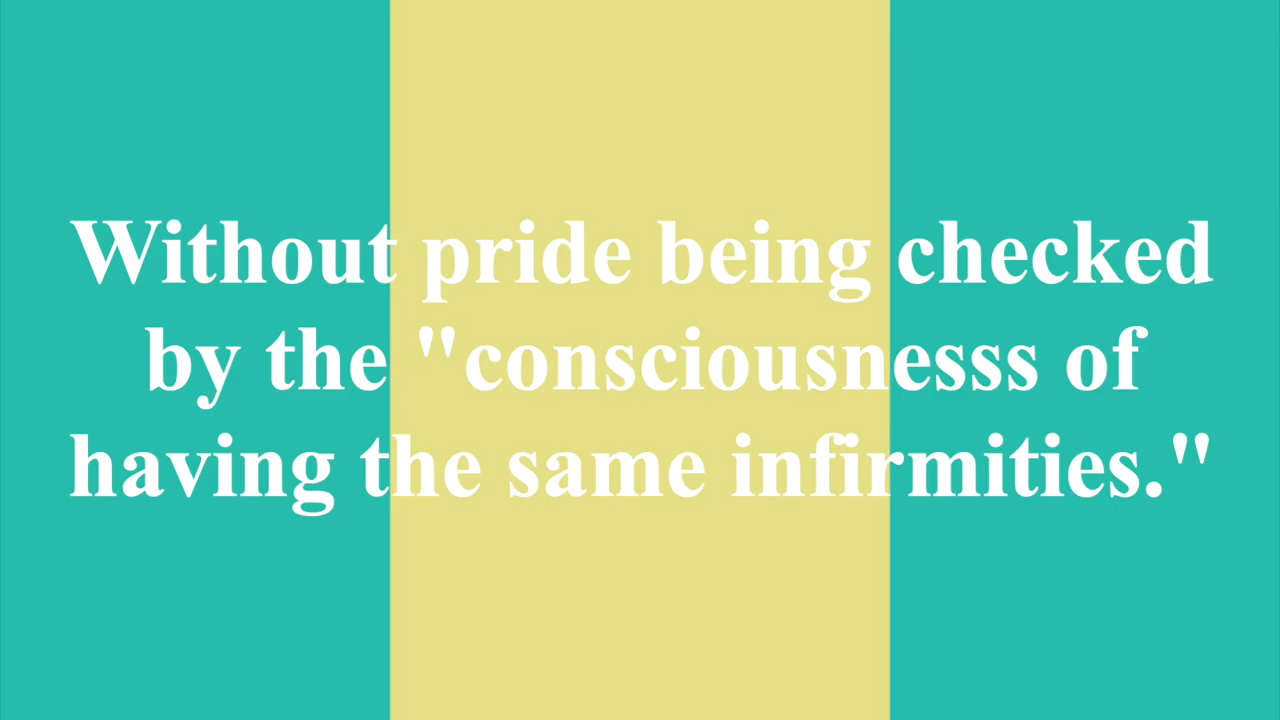 Without pride being checked
by the "consciousnesss of
having the same infirmities."